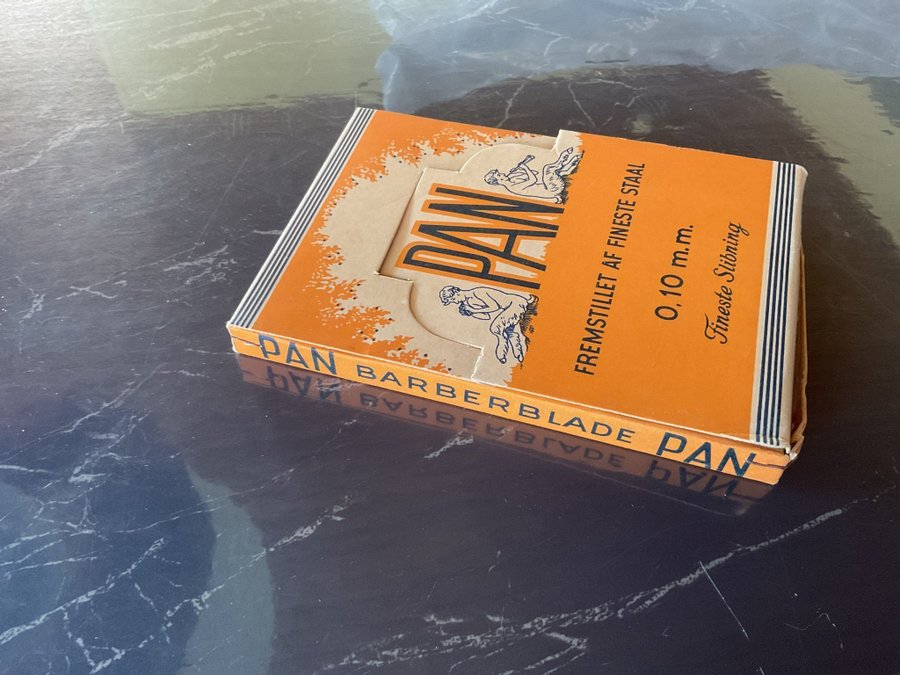 PAN
FREMSTILLET AF FINESTE STAAL
0,10 m.m.
Fineste Slibning
PAN BARBERBLADE PAN